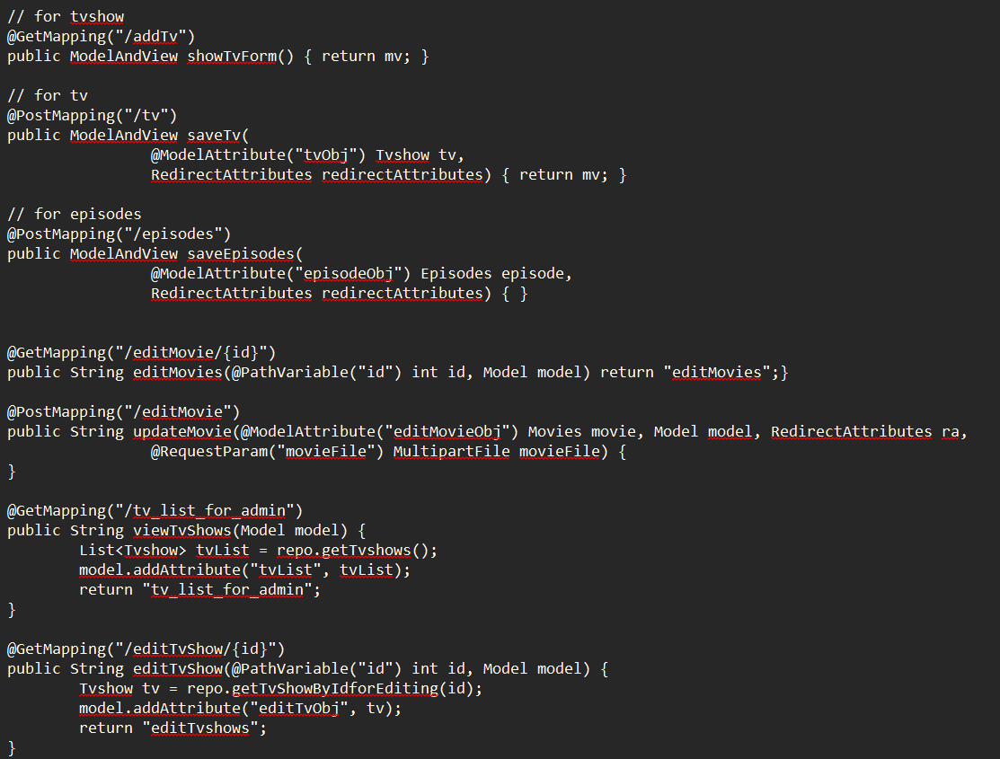 // for tvshow
@GetMapping("/addTv")
public ModelAndView showTvForm() { return mv; }
// for tv
@PostMapping("/tv")
public ModelAndView saveTv(
@ModelAttribute("tvObj") Tvshow tv,
RedirectAttributes redirectAttributes) { return mv; }
// for episodes
@PostMapping("/episodes")
public ModelAndView saveEpisodes(
@ModelAttribute("episodeObj") Episodes episode,
RedirectAttributes redirectAttributes) { }
@GetMapping("/editMovie/{id}")
public String editMovies(@PathVariable("id") int id, Model model) return "editMovies";}
@PostMapping("/editMovie")
public String updateMovie(@ModelAttribute("editMovieObj") Movies movie, Model model, RedirectAttributes ra,
@RequestParam("movieFile") MultipartFile movieFile) {
}
@GetMapping("/tv_list_for_admin")
public String viewTvShows(Model model) {
List<Tvshow> tvList = repo.getTvshows();
model.addAttribute("tvList", tvList);
return "tv_list_for_admin";
}
@GetMapping("/editTvShow/{id}")
public String editTvShow(@PathVariable("id") int id, Model model) {
Tvshow tv = repo.getTvShowByIdforEditing(id);
model.addAttribute("editTvObj", tv);
return "editTvshows";
}